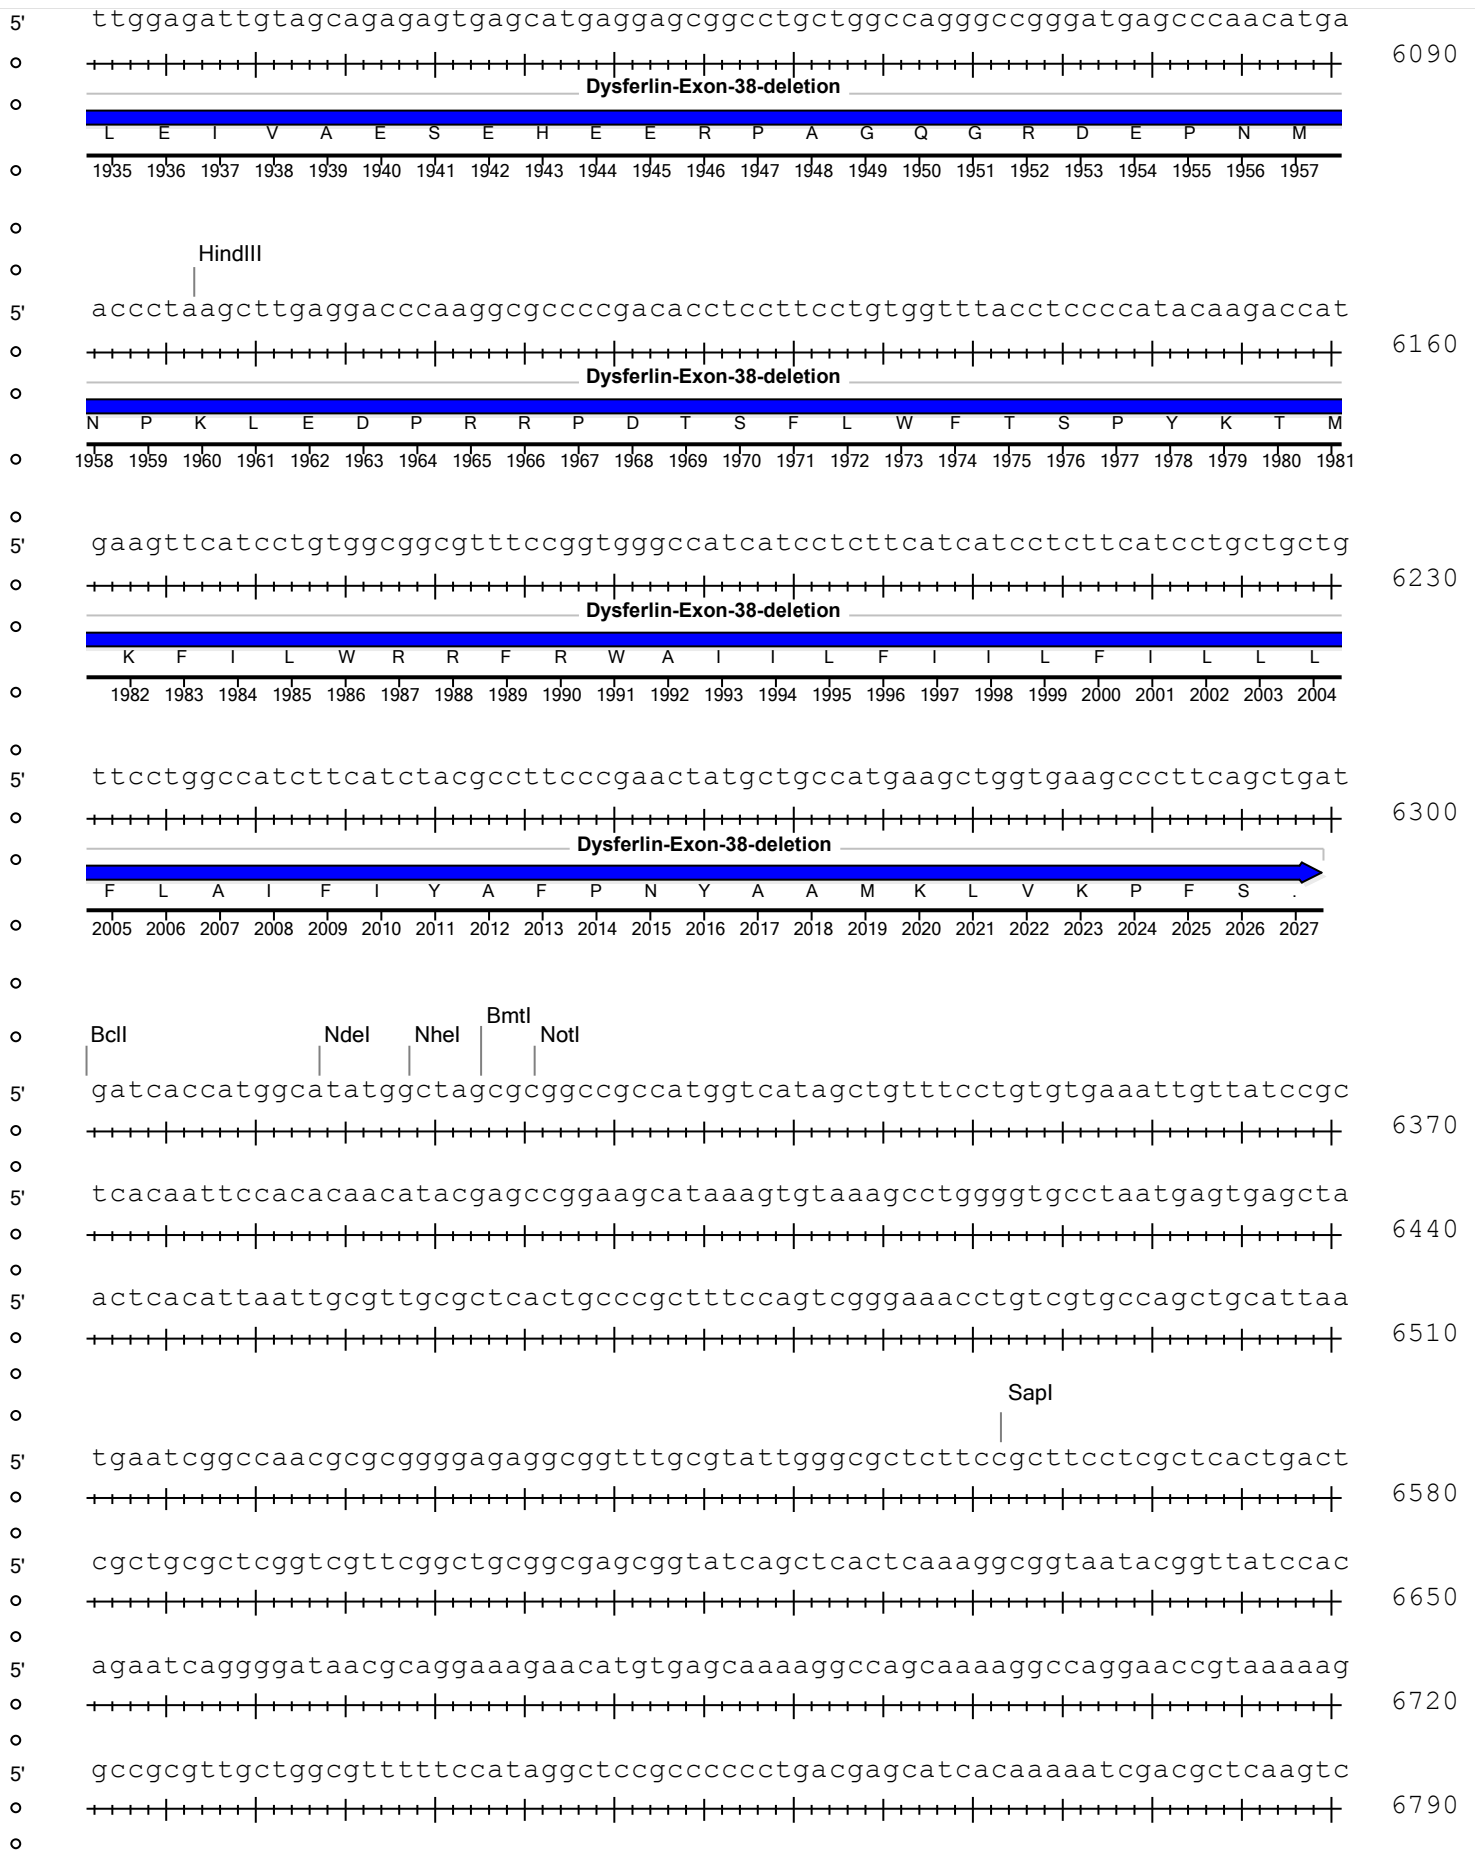 5' ttggagattgtagcagagagtgagcatgaggagcggcctgctggccagggccgggatgagcccaacatga
6090
Dysferlin-Exon-38-deletion
L E I V A E S E H E E R P A G Q G R D E P N M
1935 1936 1937 1938 1939 1940 1941 1942 1943 1944 1945 1946 1947 1948 1949 1950 1951 1952 1953 1954 1955 1956 1957
HindIII
5' accctaagcttgaggacccaaggcgccccgacacctccttcctgtggtttacctccccatacaagaccat
6160
Dysferlin-Exon-38-deletion
N P K L E D P R R P D T S F L W F T S P Y K T M
1958 1959 1960 1961 1962 1963 1964 1965 1966 1967 1968 1969 1970 1971 1972 1973 1974 1975 1976 1977 1978 1979 1980 1981
5' gaagttcatcctgtggcggcgtttccggtgggccatcatcctcttcatcatcctcttcatcctgctgctg
6230
Dysferlin-Exon-38-deletion
K F I L W R R F R W A I I L F I I L F I L L L
1982 1983 1984 1985 1986 1987 1988 1989 1990 1991 1992 1993 1994 1995 1996 1997 1998 1999 2000 2001 2002 2003 2004
5' ttcctggccatcttcatctacgccttcccgaactatgctgccatgaagctggtgaagcccttcagctgat
6300
Dysferlin-Exon-38-deletion
F L A I F I Y A F P N Y A A M K L V K P F S .
2005 2006 2007 2008 2009 2010 2011 2012 2013 2014 2015 2016 2017 2018 2019 2020 2021 2022 2023 2024 2025 2026 2027
BclI NdeI NheI BmtI NotI
5' gatcaccatggcatatggctagcgcggccgccatggtcatagctgtttcctgtgtgaaattgttatccgc
6370
5' tcacaattccacacaacatacgagccggaagcataaagtgtaaagcctggggtgcctaatgagtgagcta
6440
5' actcacattaattgcgttgcgctcactgcccgctttccagtcgggaaacctgtcgtgccagctgcattaa
6510
SapI
5' tgaatcggccaacgcgcggggagaggcggtttgcgtattgggcgctcttccgcttcctcgctcactgact
6580
5' cgctgcgctcggtcgttcggctgcggcgagcggtatcagctcactcaaaggcggtaatacggttatccac
6650
5' agaatcaggggataacgcaggaaagaacatgtgagcaaaaggccagcaaaaggccaggaaccgtaaaaag
6720
5' gccgcgttgctggcgtttttccataggctccgcccccctgacgagcatcacaaaaatcgacgctcaagtc
6790